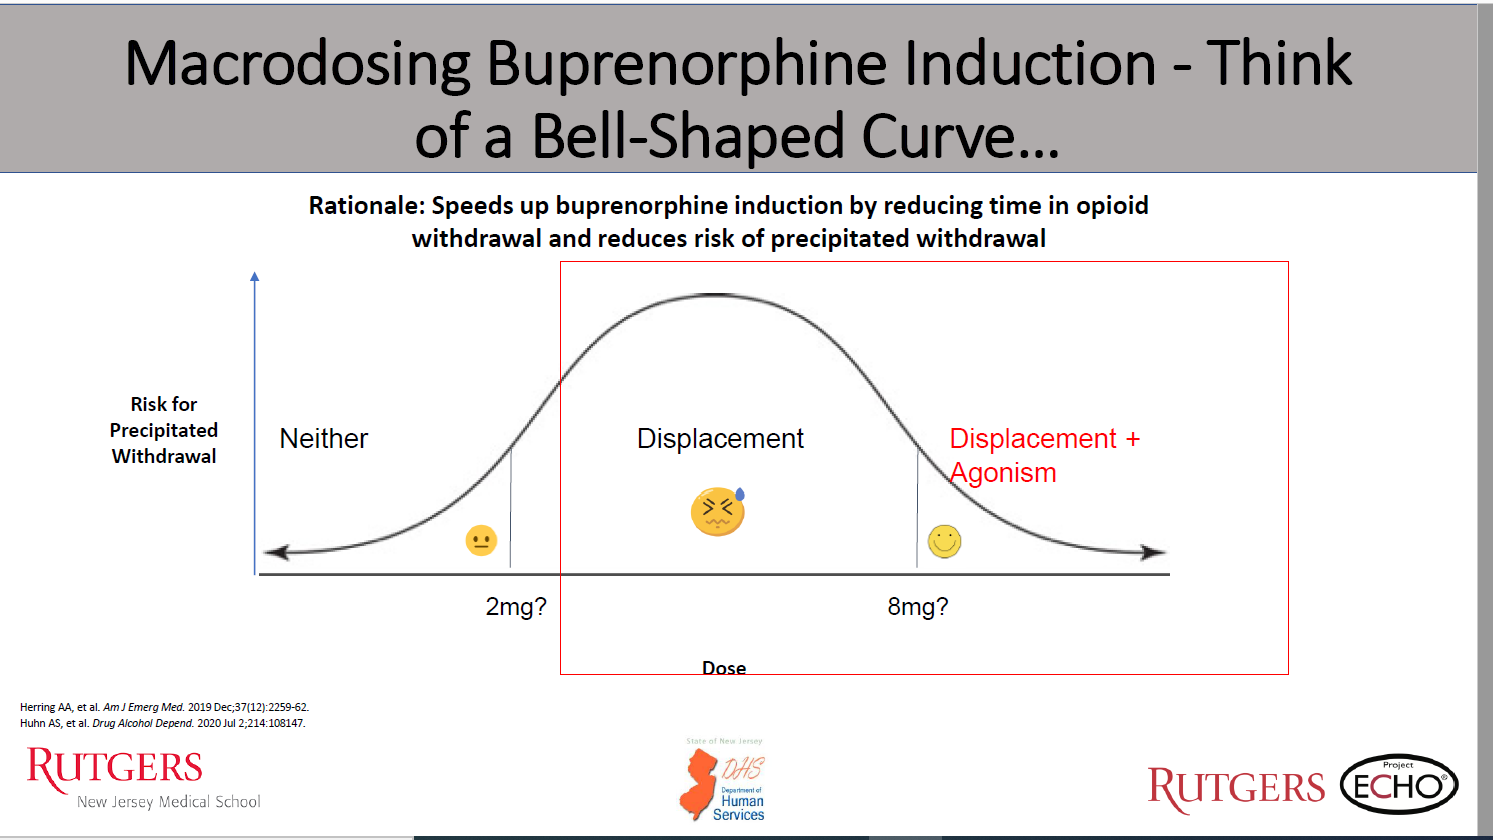 Macrodosing Buprenorphine Induction - Think
of a Bell-Shaped Curve...
Rationale: Speeds up buprenorphine induction by reducing time in opioid
withdrawal and reduces risk of precipitated withdrawal
Risk for
Precipitated
Withdrawal
Neither
Displacement
Displacement +
Agonism
2mg?
8mg?
Dose
Herring AA, et al. Am J Emerg Med. 2019 Dec;37(12):2259-62.
Huhn AS, et al. Drug Alcohol Depend. 2020 Jul 2;214:108147.
RUTGERS
New Jersey Medical School
State of New Jersey
DHS
Department of
Human
Services
RUTGERS
Project
ECHO®